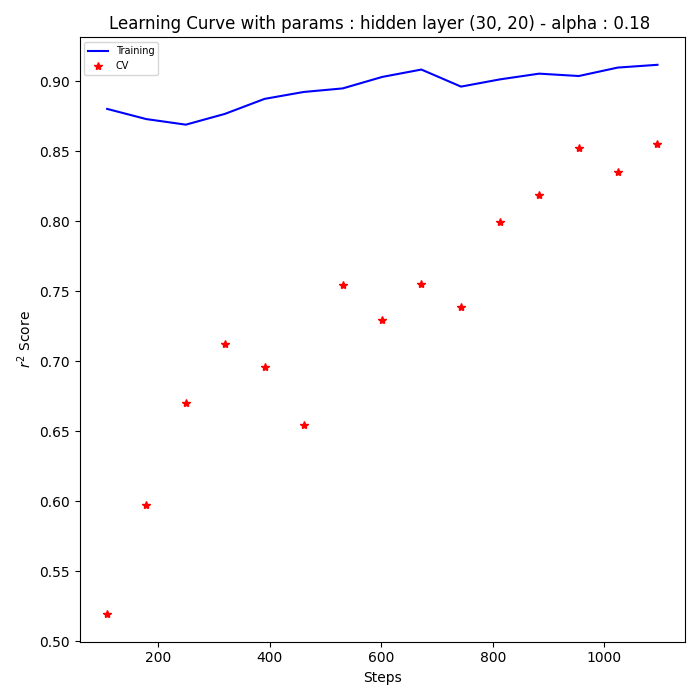 Learning Curve with params : hidden layer (30, 20) - alpha : 0.18
Training
CV
0.90
0.85
0.80
0.75
0.70
0.65
0.60
0.55
0.50
r² Score
200 400 600 800 1000
Steps